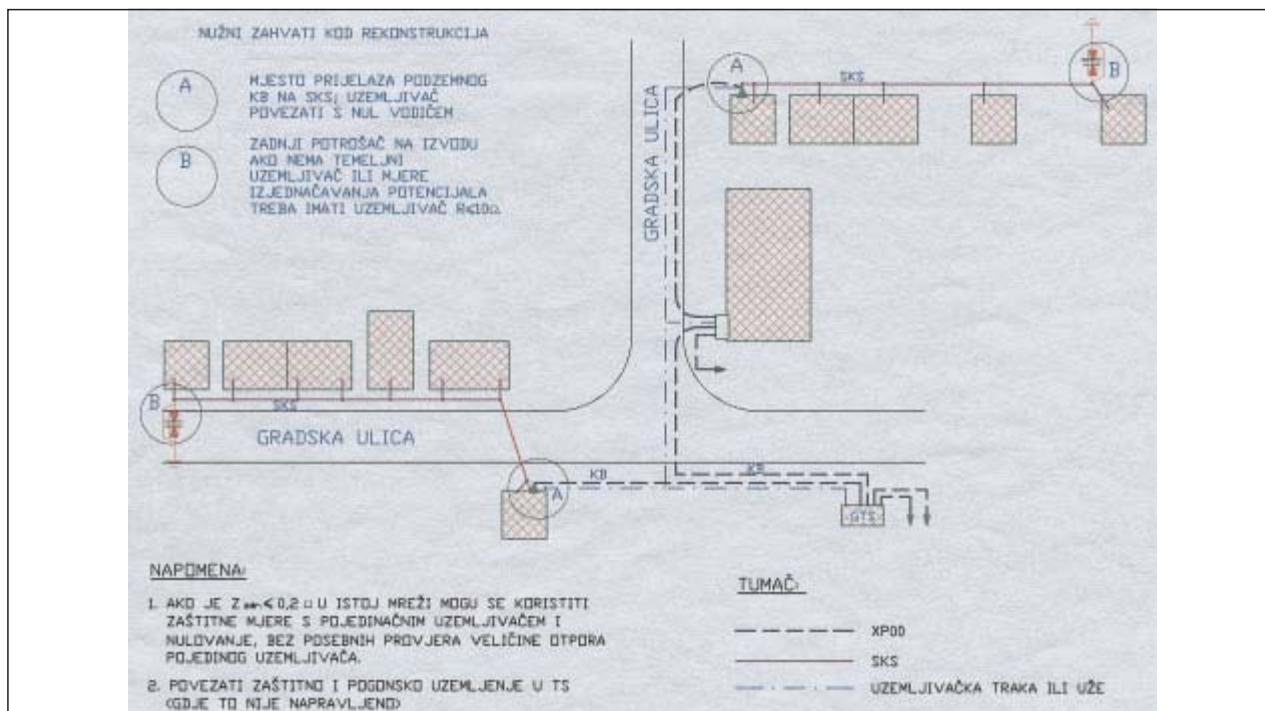 NUŽNI ZAHVATI KOD REKONSTRUKCIJA
A
MJESTO PRIJELAZA PODZEMNOG
KB NA SKS; UZEMLJIVAČ
POVEZATI S NUL VODIČEM
B
ZADNJI POTROŠAČ NA IZVODU
AKO NEMA TEMELJNI
UZEMLJIVAČ ILI MJERE
IZJEDNAČAVANJA POTENCIJALA
TREBA IMATI UZEMLJIVAČ R≤10Ω
A
SKS
B
GRADSKA ULICA
B
SKS
GRADSKA ULICA
A
KB
KB
GTS
NAPOMENA:
1. AKO JE Z ≤ 0,2 Ω U ISTOJ MREŽI MOGU SE KORISTITI
ZAŠTITNE MJERE S POJEDINAČNIM UZEMLJIVAČEM I
NULOVANJE, BEZ POSEBNIH PROVJERA VELIČINE OTPORA
POJEDINOG UZEMLJIVAČA.
2. POVEZATI ZAŠTITNO I POGONSKO UZEMLJENJE U TS
(GDJE TO NIJE NAPRAVLJENO)
TUMAČ:
XP00
SKS
UZEMLJIVAČKA TRAKA ILI UŽE